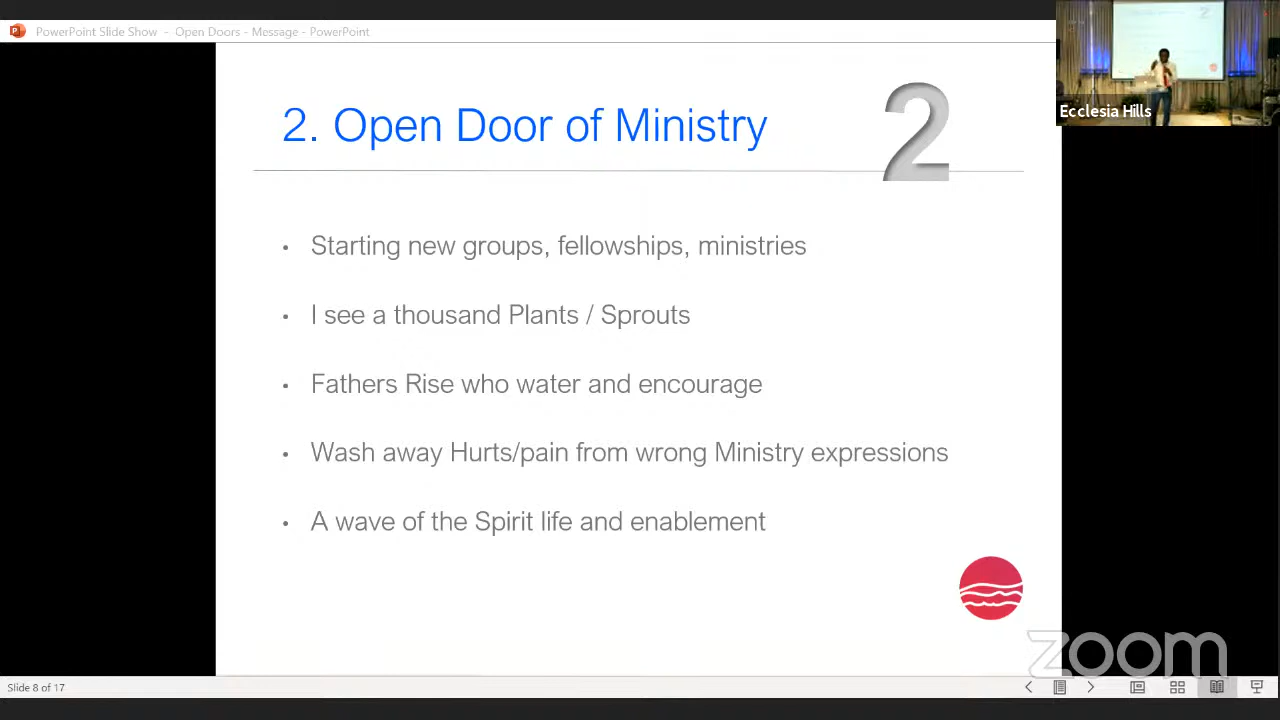 PowerPoint Slide Show - Open Doors - Message - PowerPoint
Ecclesia Hills
2. Open Door of Ministry
2
• Starting new groups, fellowships, ministries
• I see a thousand Plants / Sprouts
• Fathers Rise who water and encourage
• Wash away Hurts/pain from wrong Ministry expressions
• A wave of the Spirit life and enablement
zoom
Slide 8 of 17